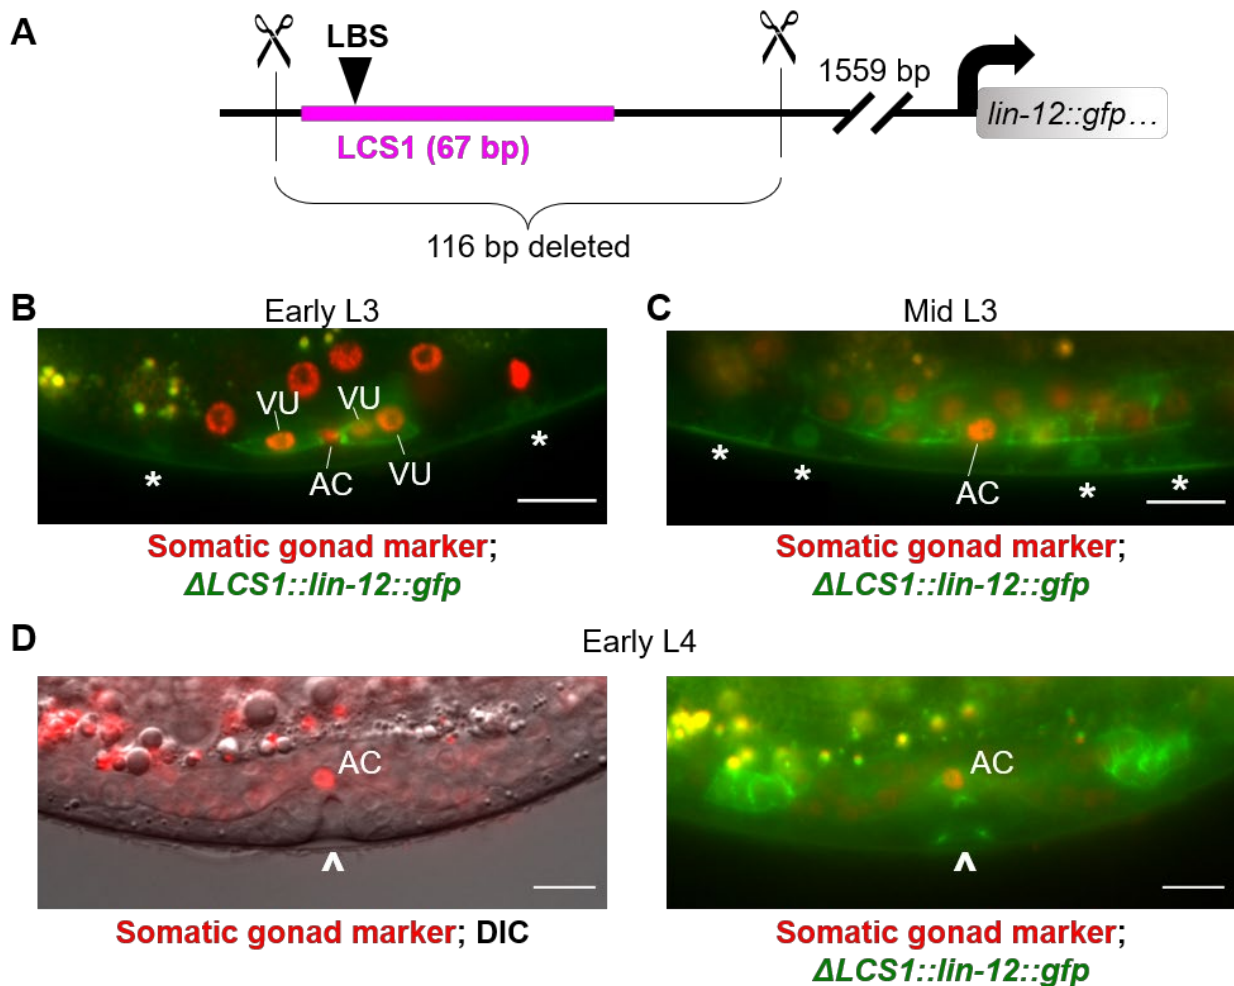 A
LBS
1559 bp
lin-12::gfp...
LCS1 (67 bp)
116 bp deleted
B
Early L3
VU
VU
AC
VU
*
*
Somatic gonad marker;
ΔLCS1::lin-12::gfp
C
Mid L3
AC
*
*
*
*
Somatic gonad marker;
ΔLCS1::lin-12::gfp
D
Early L4
AC
^
Somatic gonad marker; DIC
AC
^
Somatic gonad marker;
ΔLCS1::lin-12::gfp